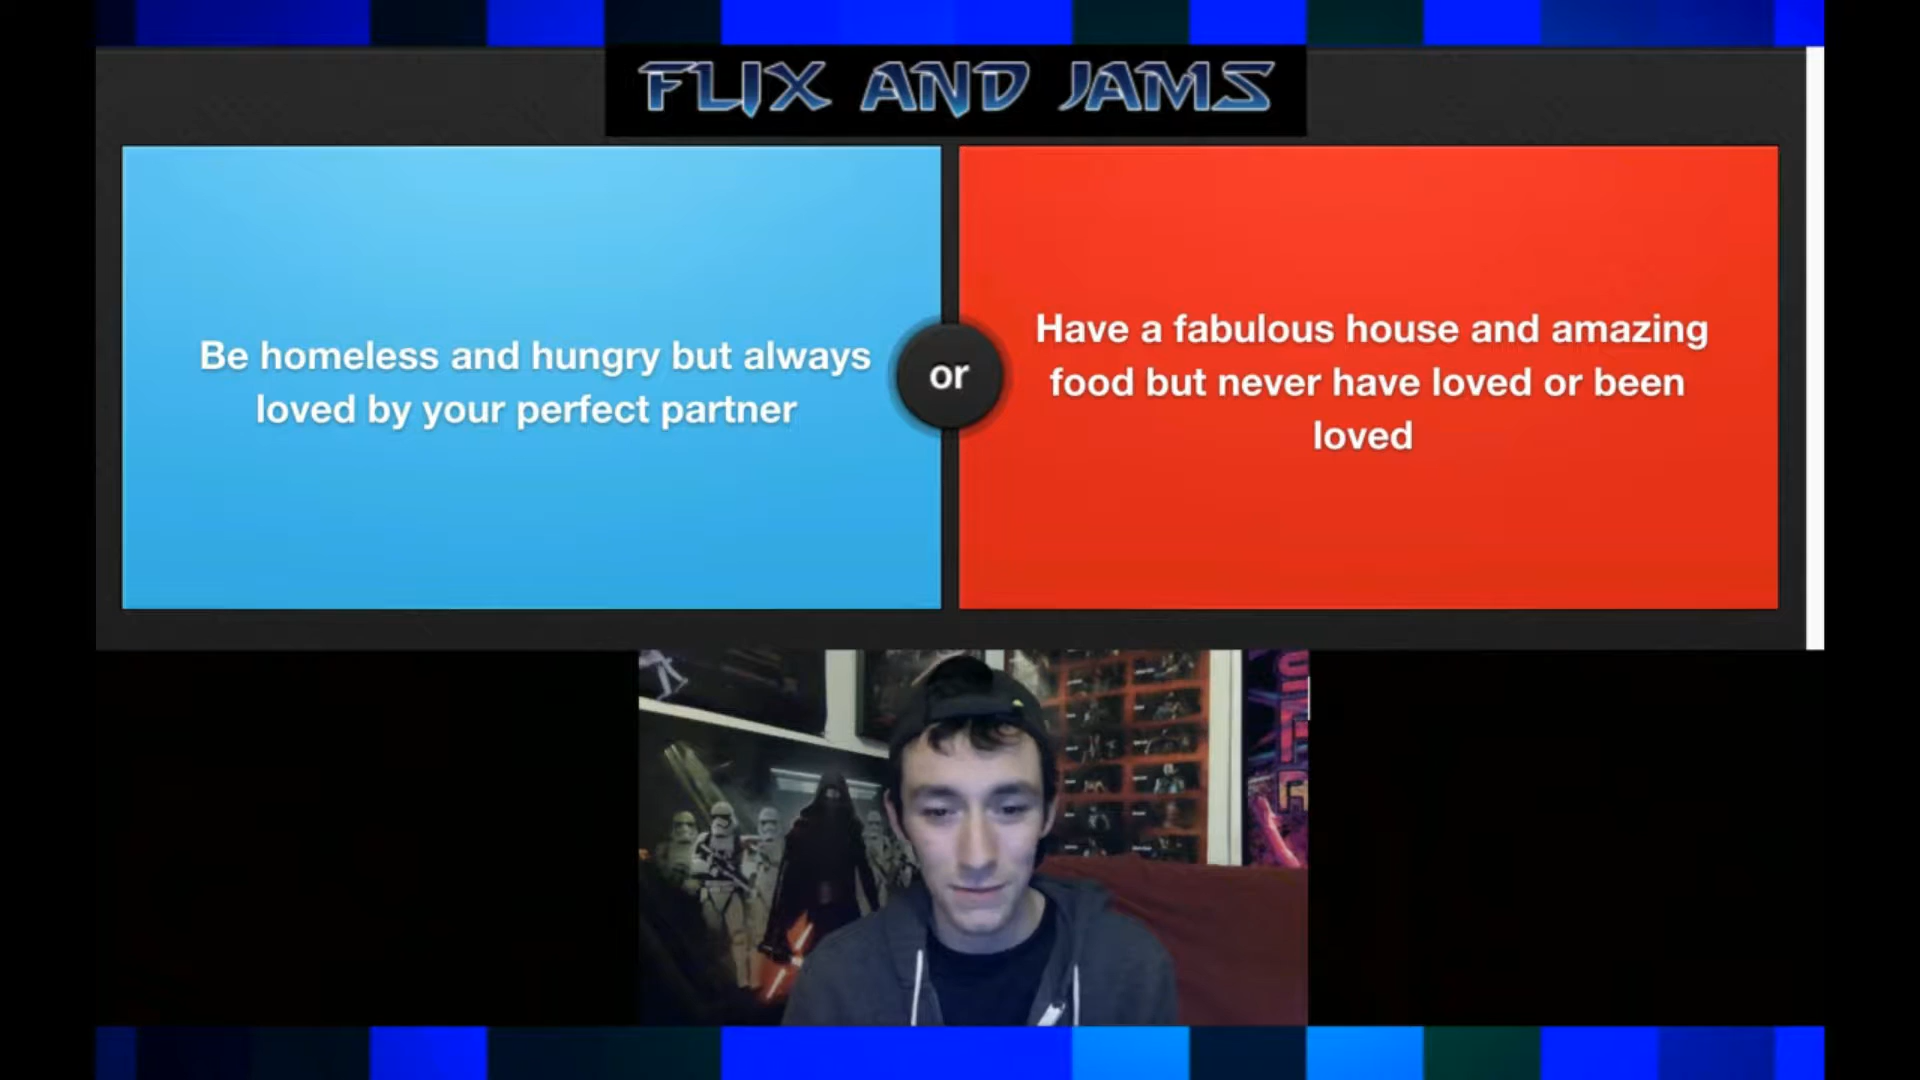 FLIX AND JAMS
Be homeless and hungry but always
loved by your perfect partner
or
Have a fabulous house and amazing
food but never have loved or been
loved